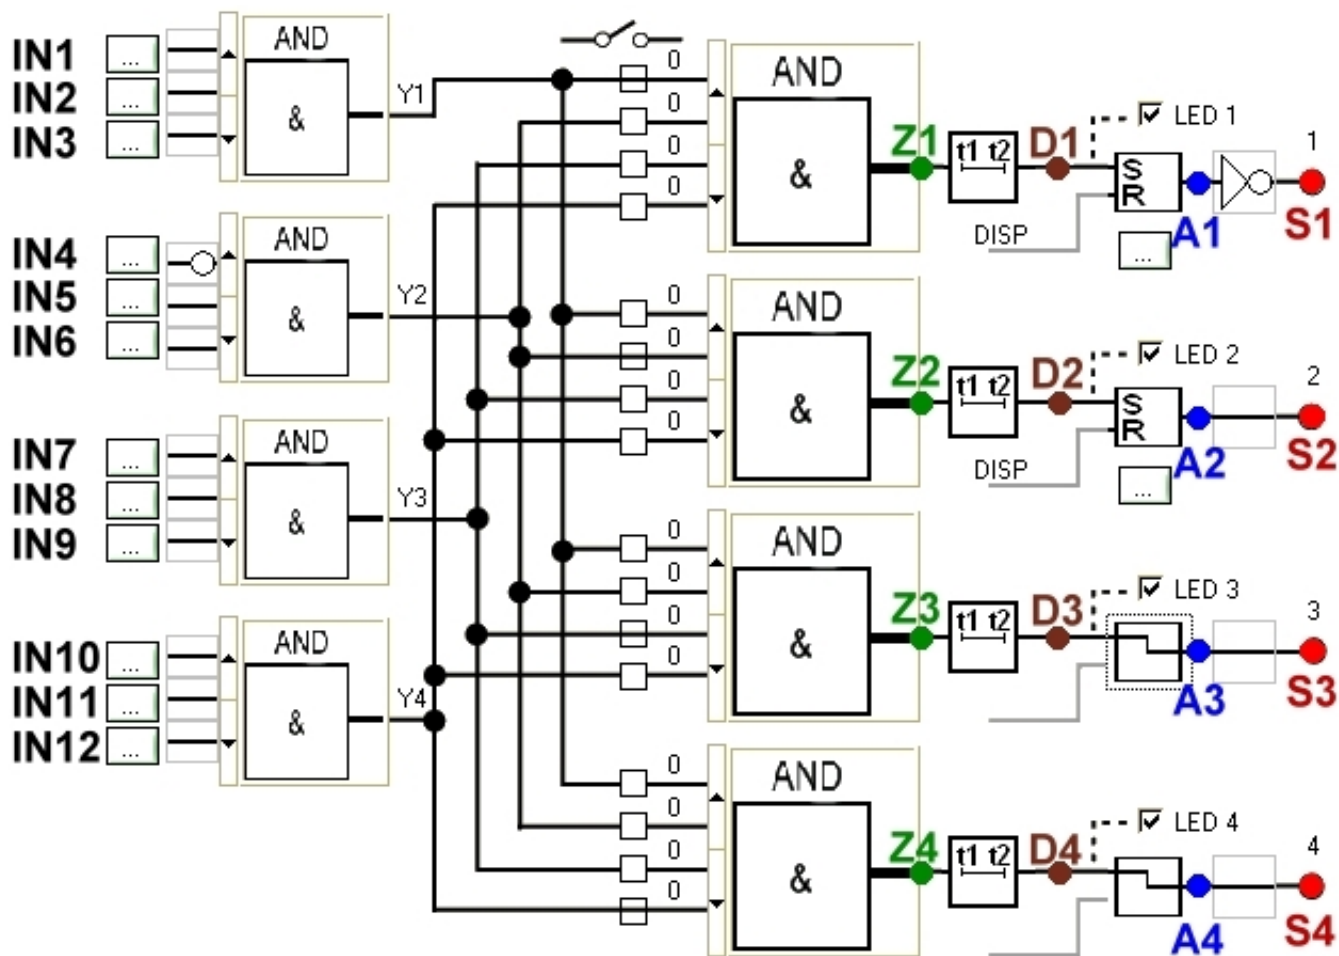 IN1 ...
IN2 ...
IN3 ...
AND
&
Y1
IN4 ...
IN5 ...
IN6 ...
AND
&
Y2
IN7 ...
IN8 ...
IN9 ...
AND
&
Y3
IN10 ...
IN11 ...
IN12 ...
AND
&
Y4
0
0
0
0
AND
&
Z1
t1 t2
D1
LED 1
S
R
DISP
...
A1
1
S1
0
0
0
0
AND
&
Z2
t1 t2
D2
LED 2
S
R
DISP
...
A2
2
S2
0
0
0
0
AND
&
Z3
t1 t2
D3
LED 3
A3
3
S3
0
0
0
0
AND
&
Z4
t1 t2
D4
LED 4
A4
4
S4